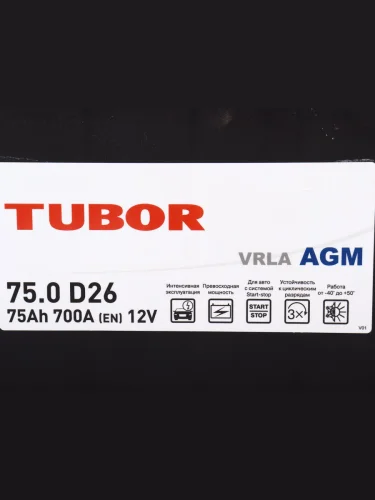 TUBOR
VRLA AGM
75.0 D26
75Ah 700A (EN) 12V
Интенсивная
эксплуатация
Превосходная
мощность
Для авто
с системой
Start-stop
START
STOP
Устойчивость
к циклическим
разрядам
3×
Работа
от -40° до +50°
V01